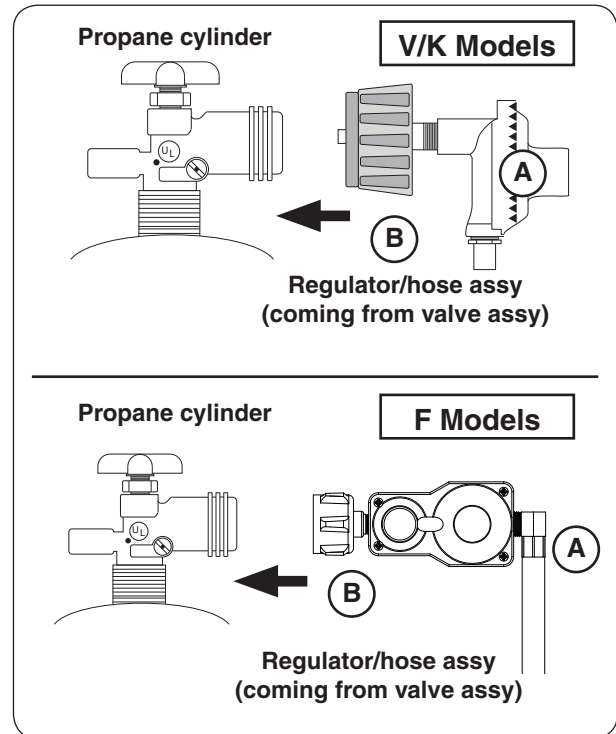 Propane cylinder
V/K Models
UL
A
B
Regulator/hose assy
(coming from valve assy)
Propane cylinder
F Models
UL
A
B
Regulator/hose assy
(coming from valve assy)